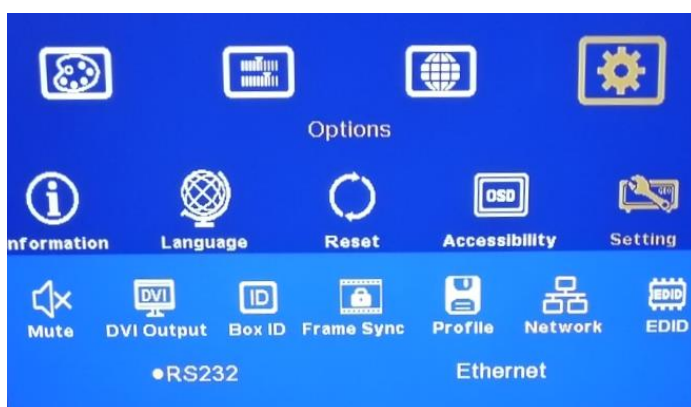 Options
OSD
GEO
nformation Language Reset Accessibility Setting
DVI ID EDID
Mute DVI Output Box ID Frame Sync Profile Network EDID
●RS232 Ethernet